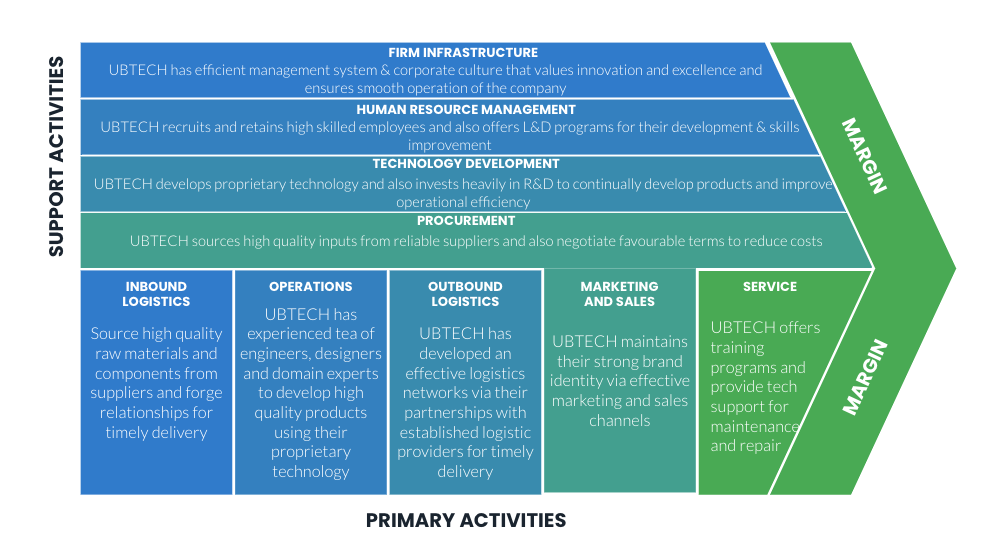 SUPPORT ACTIVITIES
FIRM INFRASTRUCTURE
UBTECH has efficient management system & corporate culture that values innovation and excellence and
ensures smooth operation of the company
HUMAN RESOURCE MANAGEMENT
UBTECH recruits and retains high skilled employees and also offers L&D programs for their development & skills
improvement
TECHNOLOGY DEVELOPMENT
UBTECH develops proprietary technology and also invests heavily in R&D to continually develop products and improve
operational efficiency
PROCUREMENT
UBTECH sources high quality inputs from reliable suppliers and also negotiate favourable terms to reduce costs
MARGIN
INBOUND
LOGISTICS
Source high quality
raw materials and
components from
suppliers and forge
relationships for
timely delivery
OPERATIONS
UBTECH has
experienced tea of
engineers, designers
and domain experts
to develop high
quality products
using their
proprietary
technology
OUTBOUND
LOGISTICS
UBTECH has
developed an
effective logistics
networks via their
partnerships with
established logistic
providers for timely
delivery
MARKETING
AND SALES
UBTECH maintains
their strong brand
identity via effective
marketing and sales
channels
SERVICE
UBTECH offers
training
programs and
provide tech
support for
maintenance
and repair
MARGIN
PRIMARY ACTIVITIES